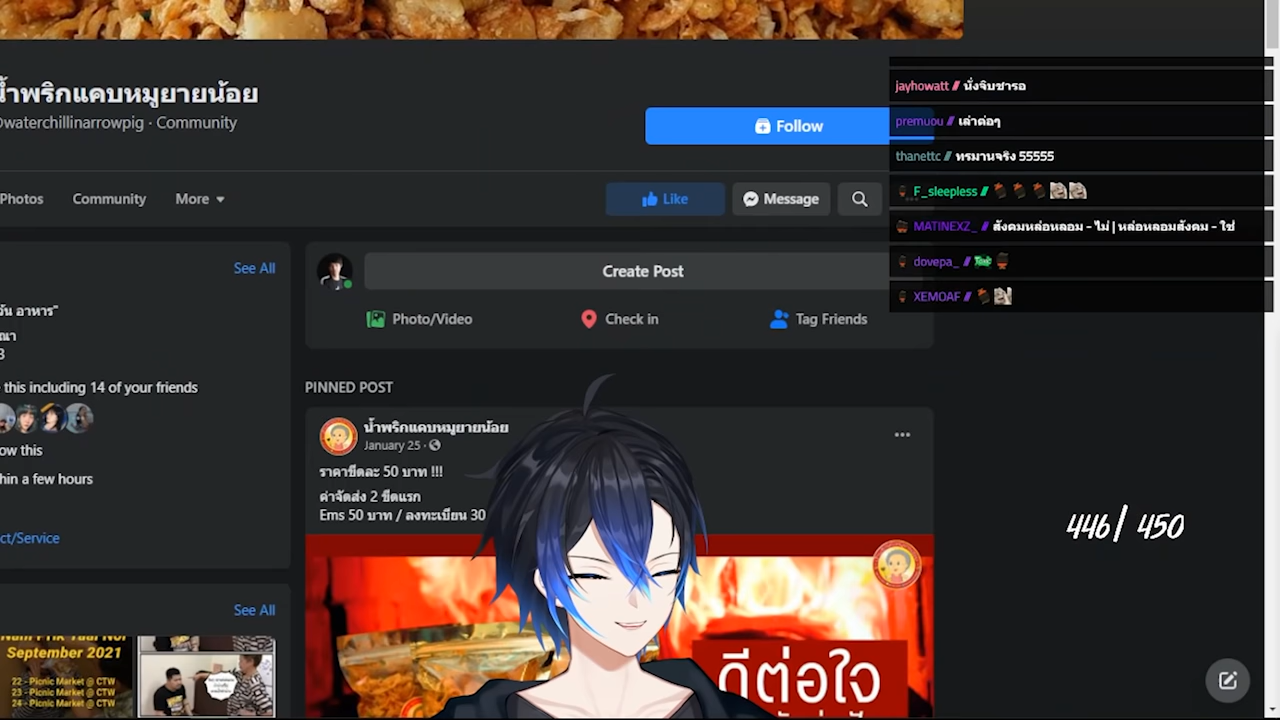 น้ำพริกแคบหมูยายน้อย
@waterchillinarrowpig · Community
Follow
Photos
Community
More
Like
Message
See All
Create Post
Photo/Video
Check in
Tag Friends
jayhowatt // นั่งจิบชารอ
premuou // เล่าต่อๆ
thanettc // ทรมานจริง 55555
F_sleepless //
MATINEXZ_ // สังคมหล่อหลอม - ไม่ | หล่อหลอมสังคม - ใช่
dovepa_ // Toxic
XEMOAF //
อาหาร"
this including 14 of your friends
ow this
hin a few hours
ct/Service
See All
PINNED POST
น้ำพริกแคบหมูยายน้อย
January 25 ·
ราคาขีดละ 50 บาท !!!
ค่าจัดส่ง 2 ขีดแรก
Ems 50 บาท / ลงทะเบียน 30
ดีต่อใจ
446/ 450
September 2021
22 - Picnic Market @ CTW
23 - Picnic Market @ CTW
24 - Picnic Market @ CTW